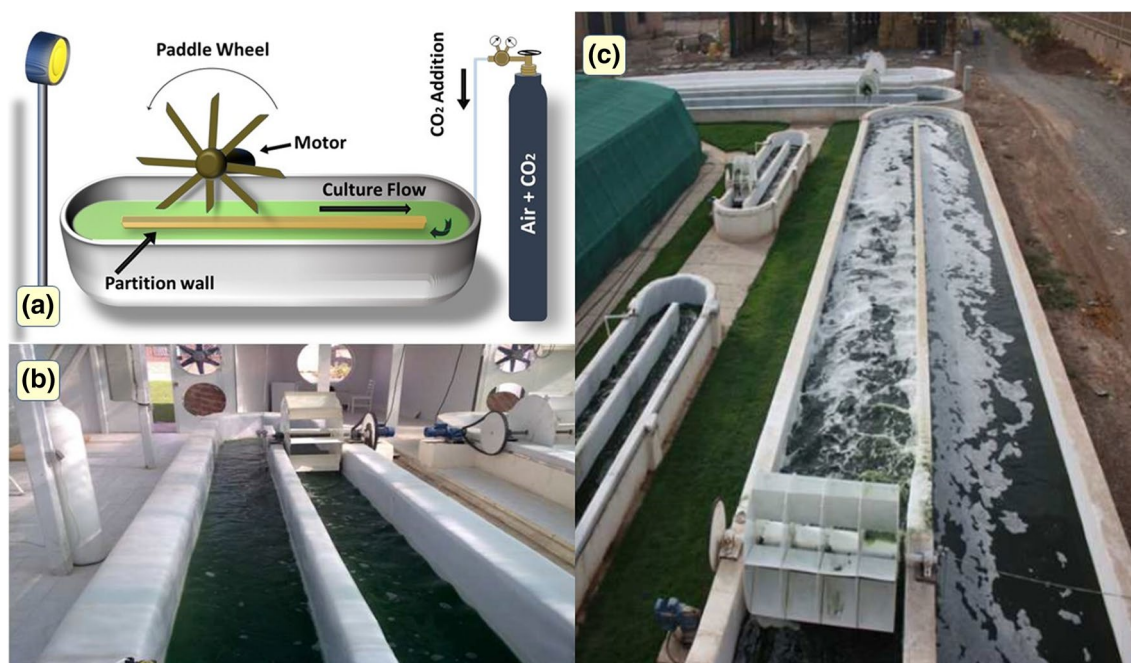 (a)
Paddle Wheel
Motor
Culture Flow
Partition wall
CO₂ Addition
Air + CO₂
(b)
(c)